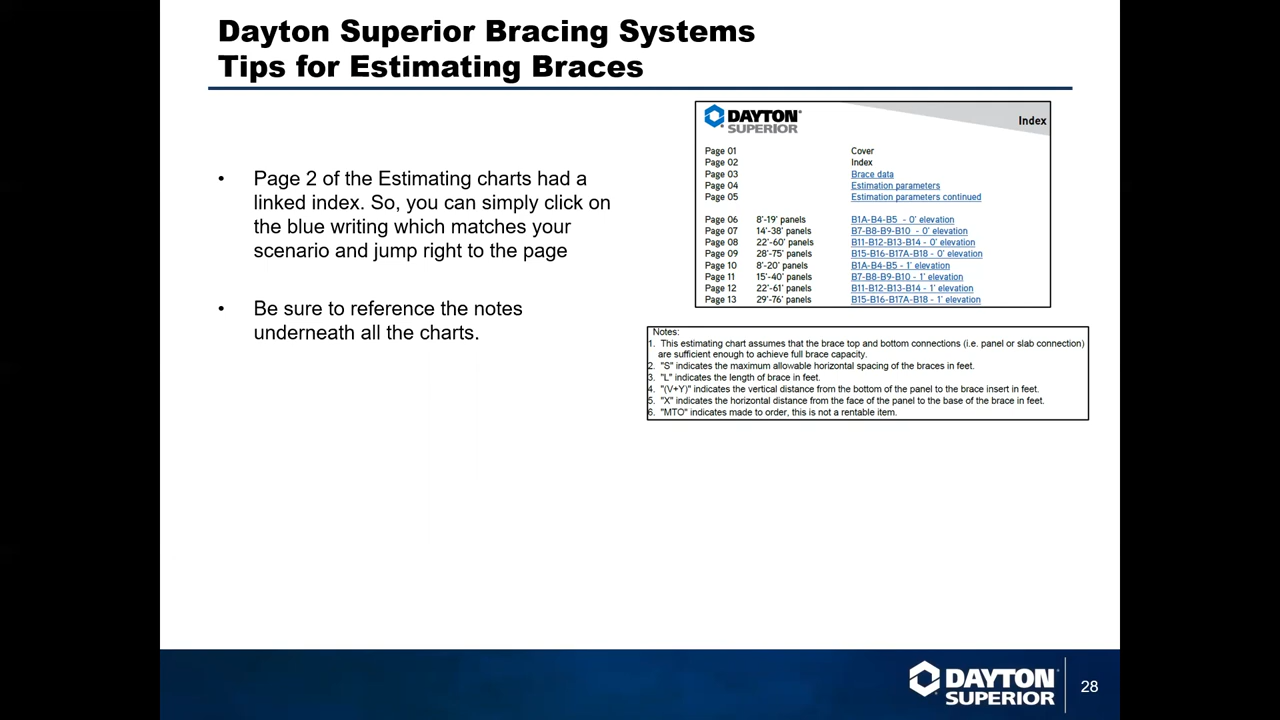 Dayton Superior Bracing Systems
Tips for Estimating Braces
• Page 2 of the Estimating charts had a
linked index. So, you can simply click on
the blue writing which matches your
scenario and jump right to the page
• Be sure to reference the notes
underneath all the charts.
DAYTON
SUPERIOR
Index
Page 01 Cover
Page 02 Index
Page 03 Brace data
Page 04 Estimation parameters
Page 05 Estimation parameters continued
Page 06 8'-19' panels B1A-B4-B5 - 0' elevation
Page 07 14'-38' panels B7-B8-B9-B10 - 0' elevation
Page 08 22'-60' panels B11-B12-B13-B14 - 0' elevation
Page 09 28'-75' panels B15-B16-B17A-B18 - 0' elevation
Page 10 8'-20' panels B1A-B4-B5 - 1' elevation
Page 11 15'-40' panels B7-B8-B9-B10 - 1' elevation
Page 12 22'-61' panels B11-B12-B13-B14 - 1' elevation
Page 13 29'-76' panels B15-B16-B17A-B18 - 1' elevation
Notes:
1. This estimating chart assumes that the brace top and bottom connections (i.e. panel or slab connection)
are sufficient enough to achieve full brace capacity.
2. "S" indicates the maximum allowable horizontal spacing of the braces in feet.
3. "L" indicates the length of brace in feet.
4. "(V+Y)" indicates the vertical distance from the bottom of the panel to the brace insert in feet.
5. "X" indicates the horizontal distance from the face of the panel to the base of the brace in feet.
6. "MTO" indicates made to order, this is not a rentable item.
DAYTON
SUPERIOR
28